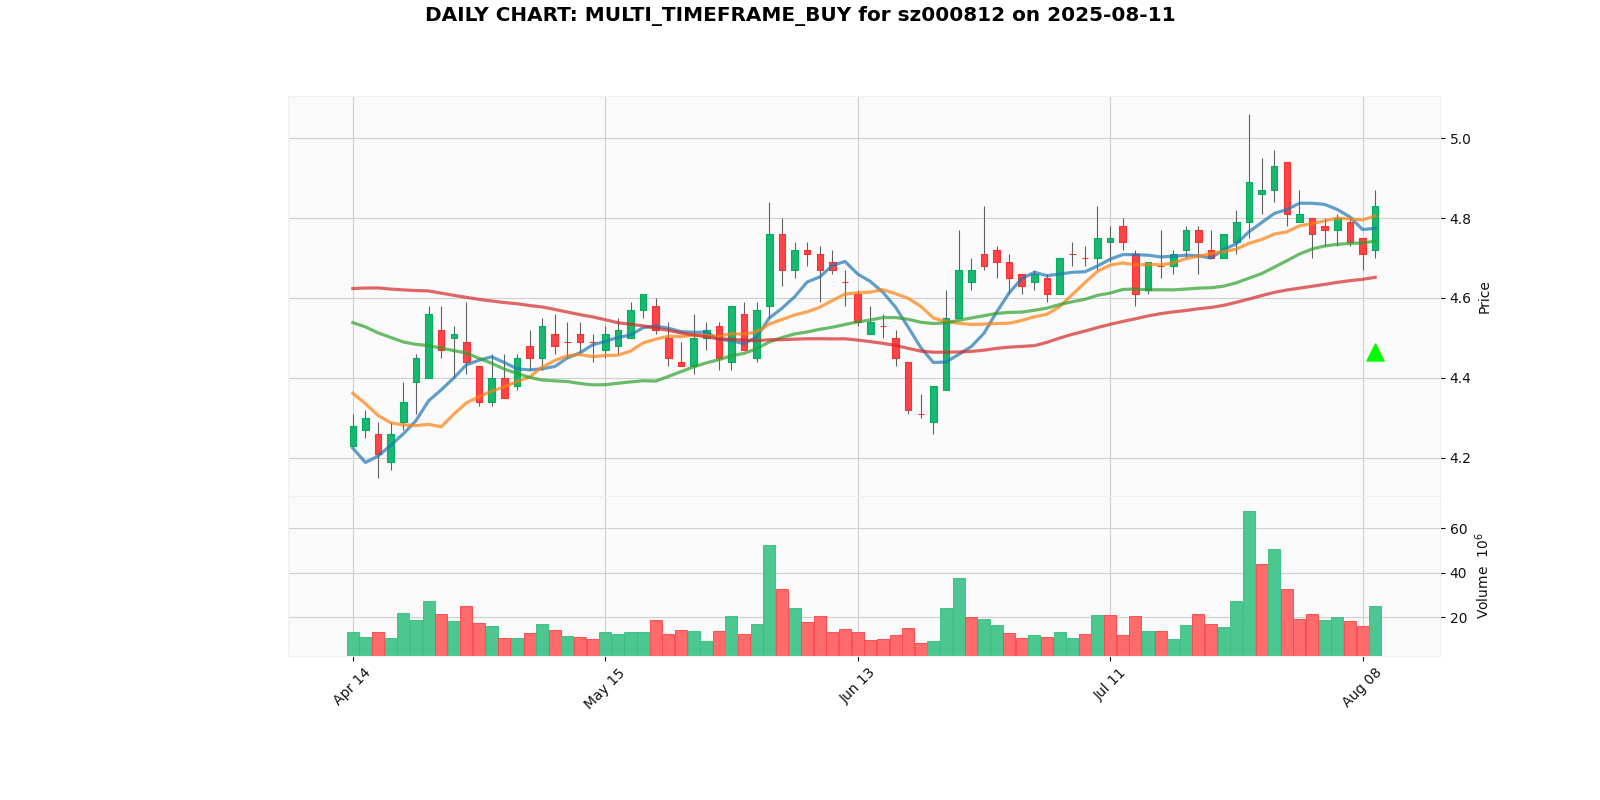 DAILY CHART: MULTI_TIMEFRAME_BUY for sz000812 on 2025-08-11
5.0
4.8
4.6
4.4
4.2
Price
60
40
20
Volume 10⁶
Apr 14
May 15
Jun 13
Jul 11
Aug 08